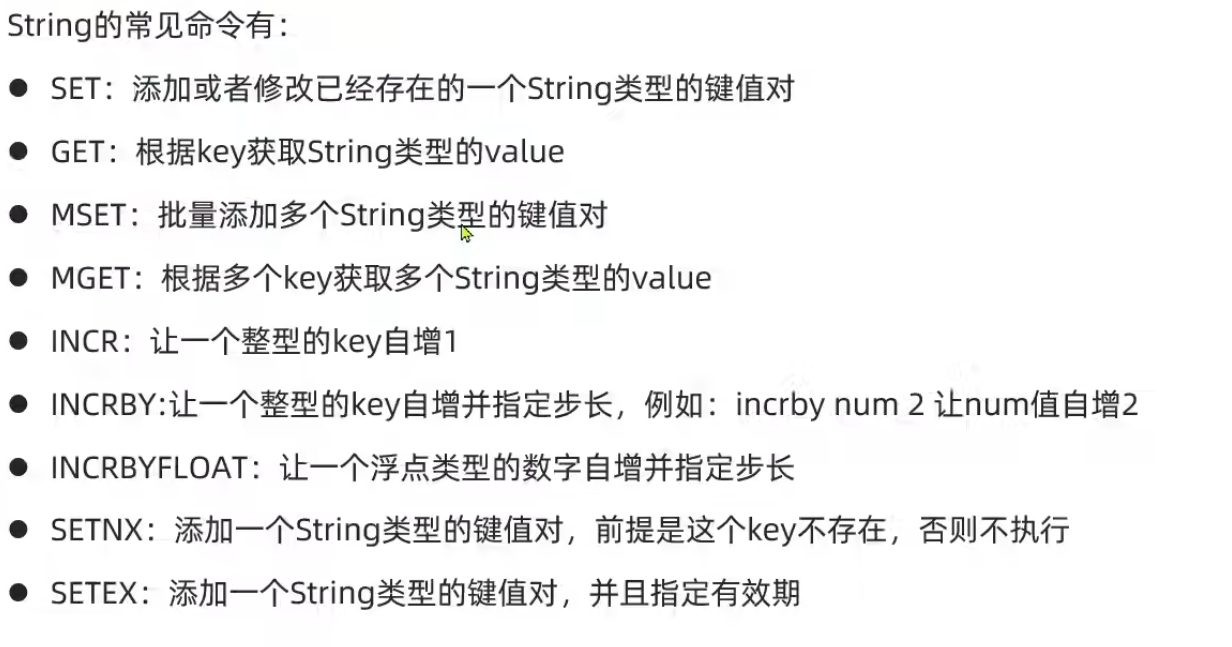 String的常见命令有：
● SET：添加或者修改已经存在的一个String类型的键值对
● GET：根据key获取String类型的value
● MSET：批量添加多个String类型的键值对
● MGET：根据多个key获取多个String类型的value
● INCR：让一个整型的key自增1
● INCRBY:让一个整型的key自增并指定步长，例如：incrby num 2 让num值自增2
● INCRBYFLOAT：让一个浮点类型的数字自增并指定步长
● SETNX：添加一个String类型的键值对，前提是这个key不存在，否则不执行
● SETEX：添加一个String类型的键值对，并且指定有效期